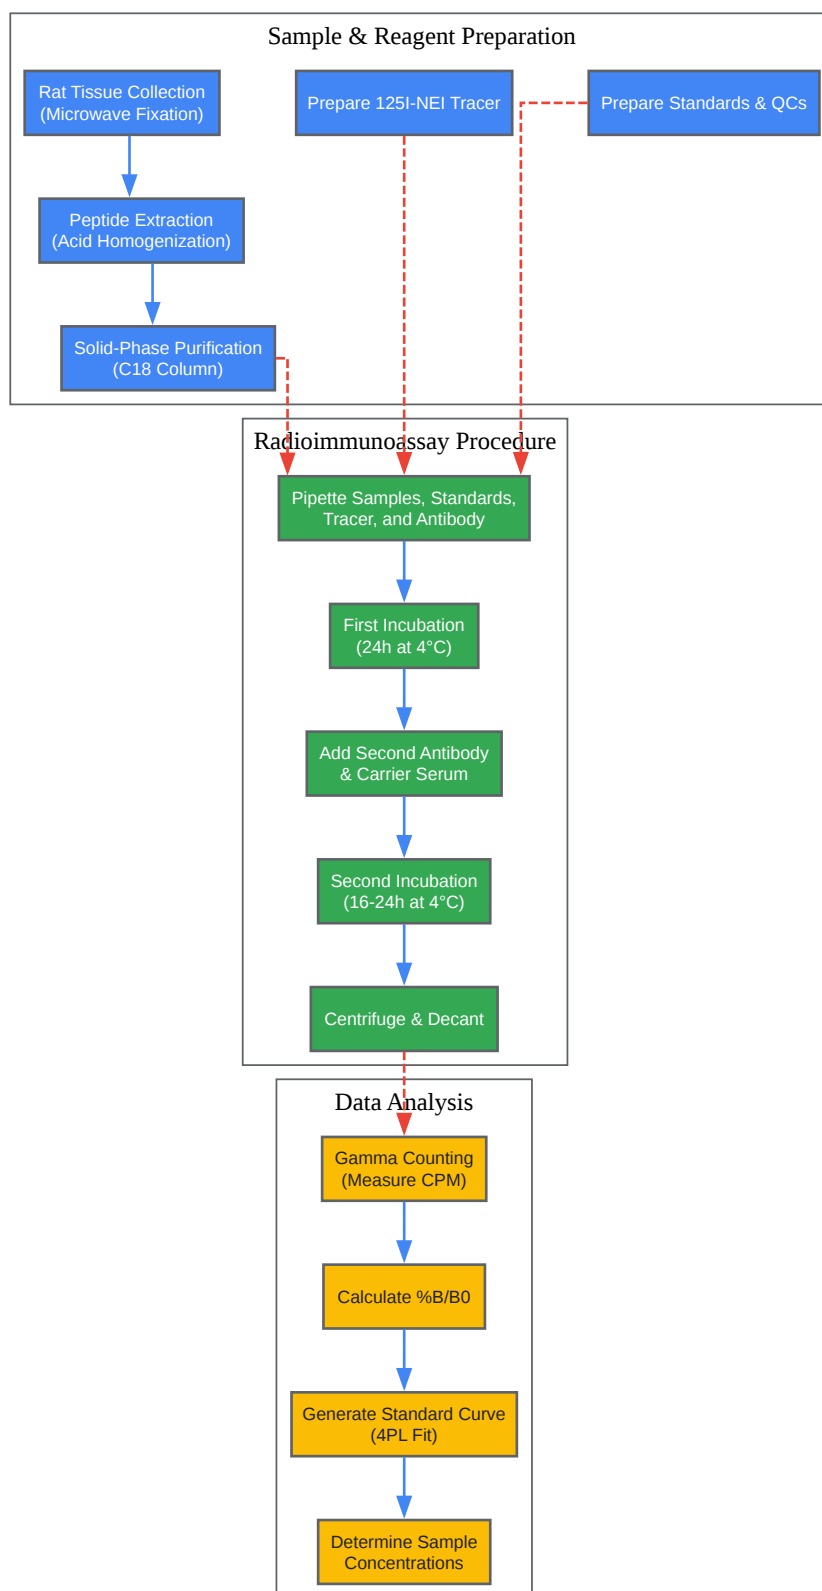 Sample & Reagent Preparation
Rat Tissue Collection
(Microwave Fixation)
Prepare 125I-NEI Tracer
Prepare Standards & QCs
Peptide Extraction
(Acid Homogenization)
Solid-Phase Purification
(C18 Column)
Radioimmunoassay Procedure
Pipette Samples, Standards,
Tracer, and Antibody
First Incubation
(24h at 4°C)
Add Second Antibody
& Carrier Serum
Second Incubation
(16-24h at 4°C)
Centrifuge & Decant
Data Analysis
Gamma Counting
(Measure CPM)
Calculate %B/B0
Generate Standard Curve
(4PL Fit)
Determine Sample
Concentrations